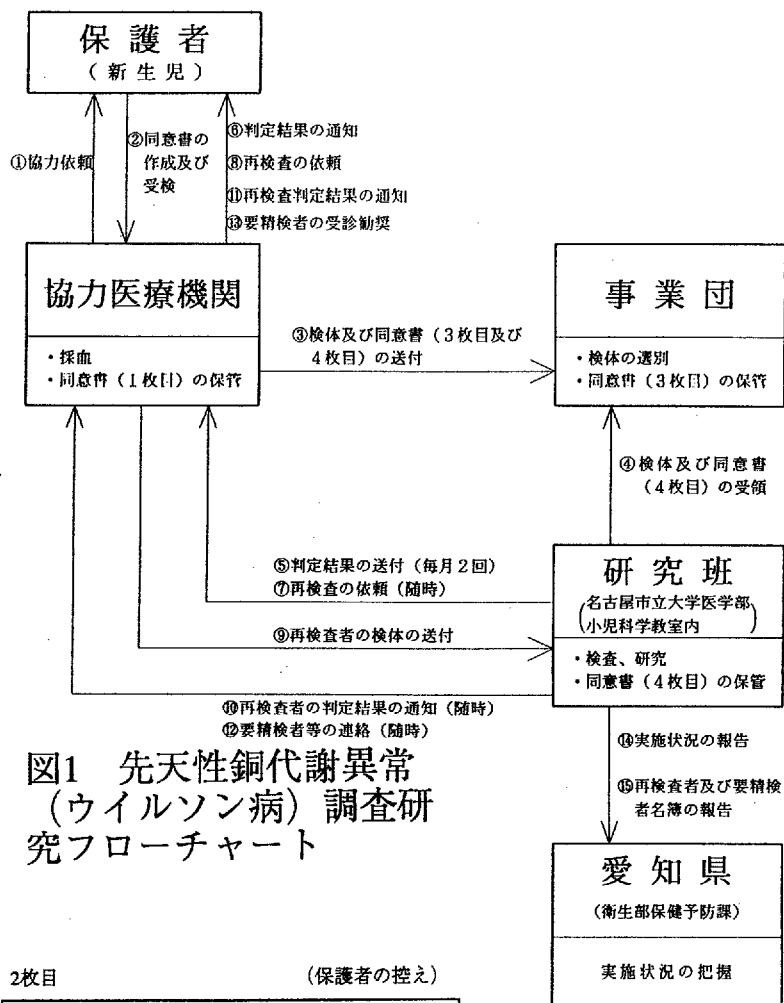 保護者
（新生児）
①協力依頼
②同意書の
作成及び
受検
⑥判定結果の通知
⑧再検査の依頼
⑪再検査判定結果の通知
⑬要精検者の受診勧奨
協力医療機関
・採血
・同意書（1枚目）の保管
③検体及び同意書（3枚目及び
4枚目）の送付
事業団
・検体の選別
・同意書（3枚目）の保管
④検体及び同意書
（4枚目）の受領
⑤判定結果の送付（毎月2回）
⑦再検査の依頼（随時）
⑨再検査者の検体の送付
研究班
（名古屋市立大学医学部
小児科学教室内）
・検査、研究
・同意書（4枚目）の保管
⑩再検査者の判定結果の通知（随時）
⑫要精検者等の連絡（随時）
⑭実施状況の報告
⑮再検査者及び要精検
者名簿の報告
図1　先天性銅代謝異常
（ウイルソン病）調査研
究フローチャート
愛知県
（衛生部保健予防課）
実施状況の把握
2枚目
（保護者の控え）